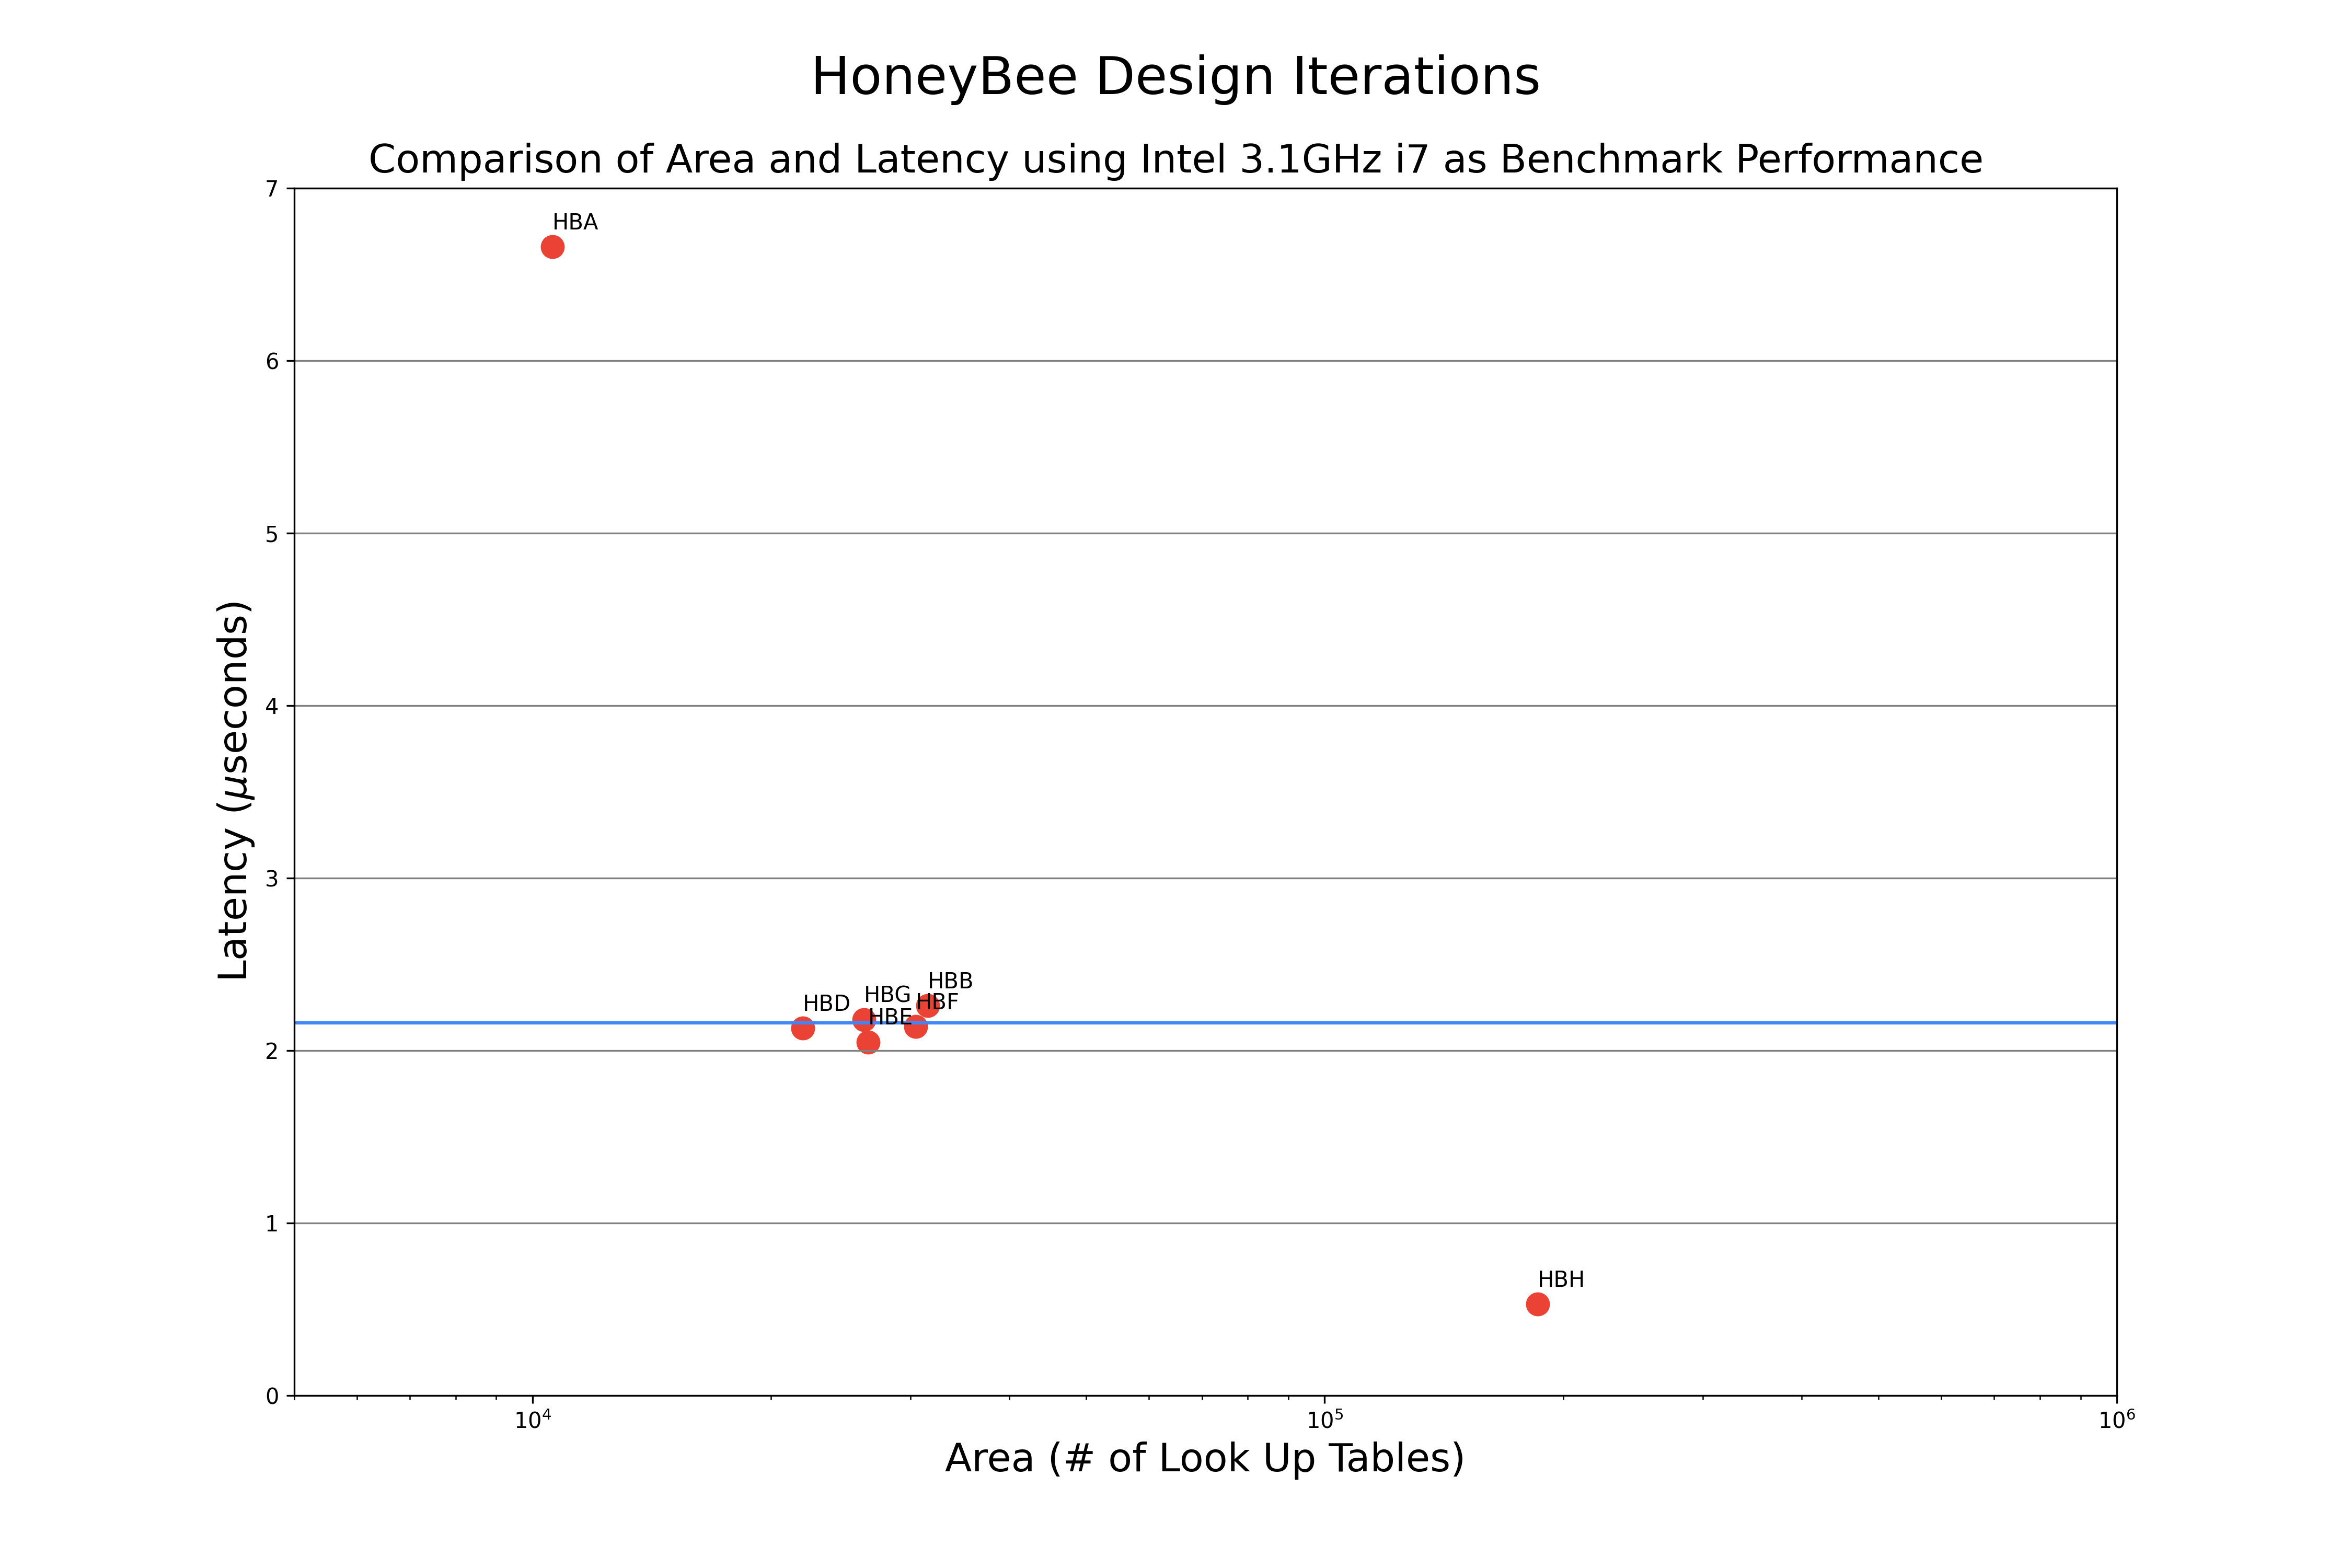 HoneyBee Design Iterations
Comparison of Area and Latency using Intel 3.1GHz i7 as Benchmark Performance
7
HBA
6
5
4
3
Latency (μseconds)
HBB
HBG
HBD
HBF
HBE
2
1
HBH
0
10⁴
10⁵
10⁶
Area (# of Look Up Tables)